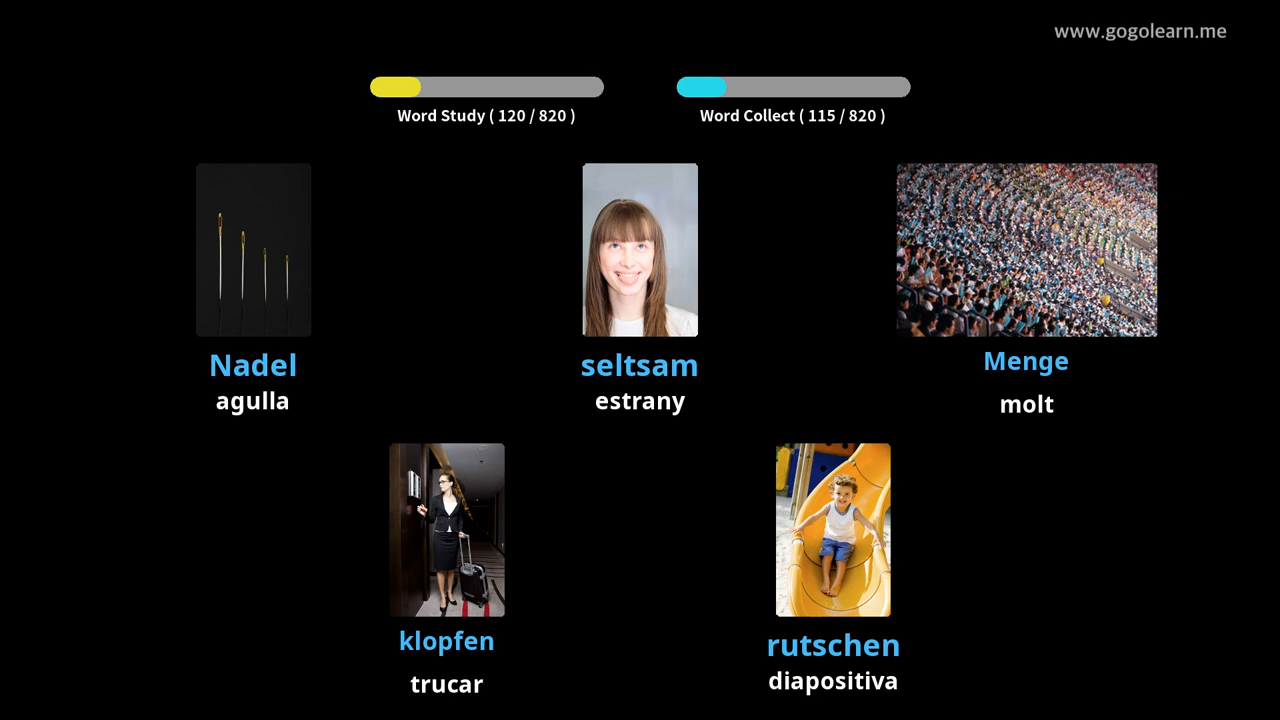 www.gogolearn.me
Word Study ( 120 / 820 )
Word Collect ( 115 / 820 )
Nadel
agulla
seltsam
estrany
Menge
molt
klopfen
trucar
rutschen
diapositiva